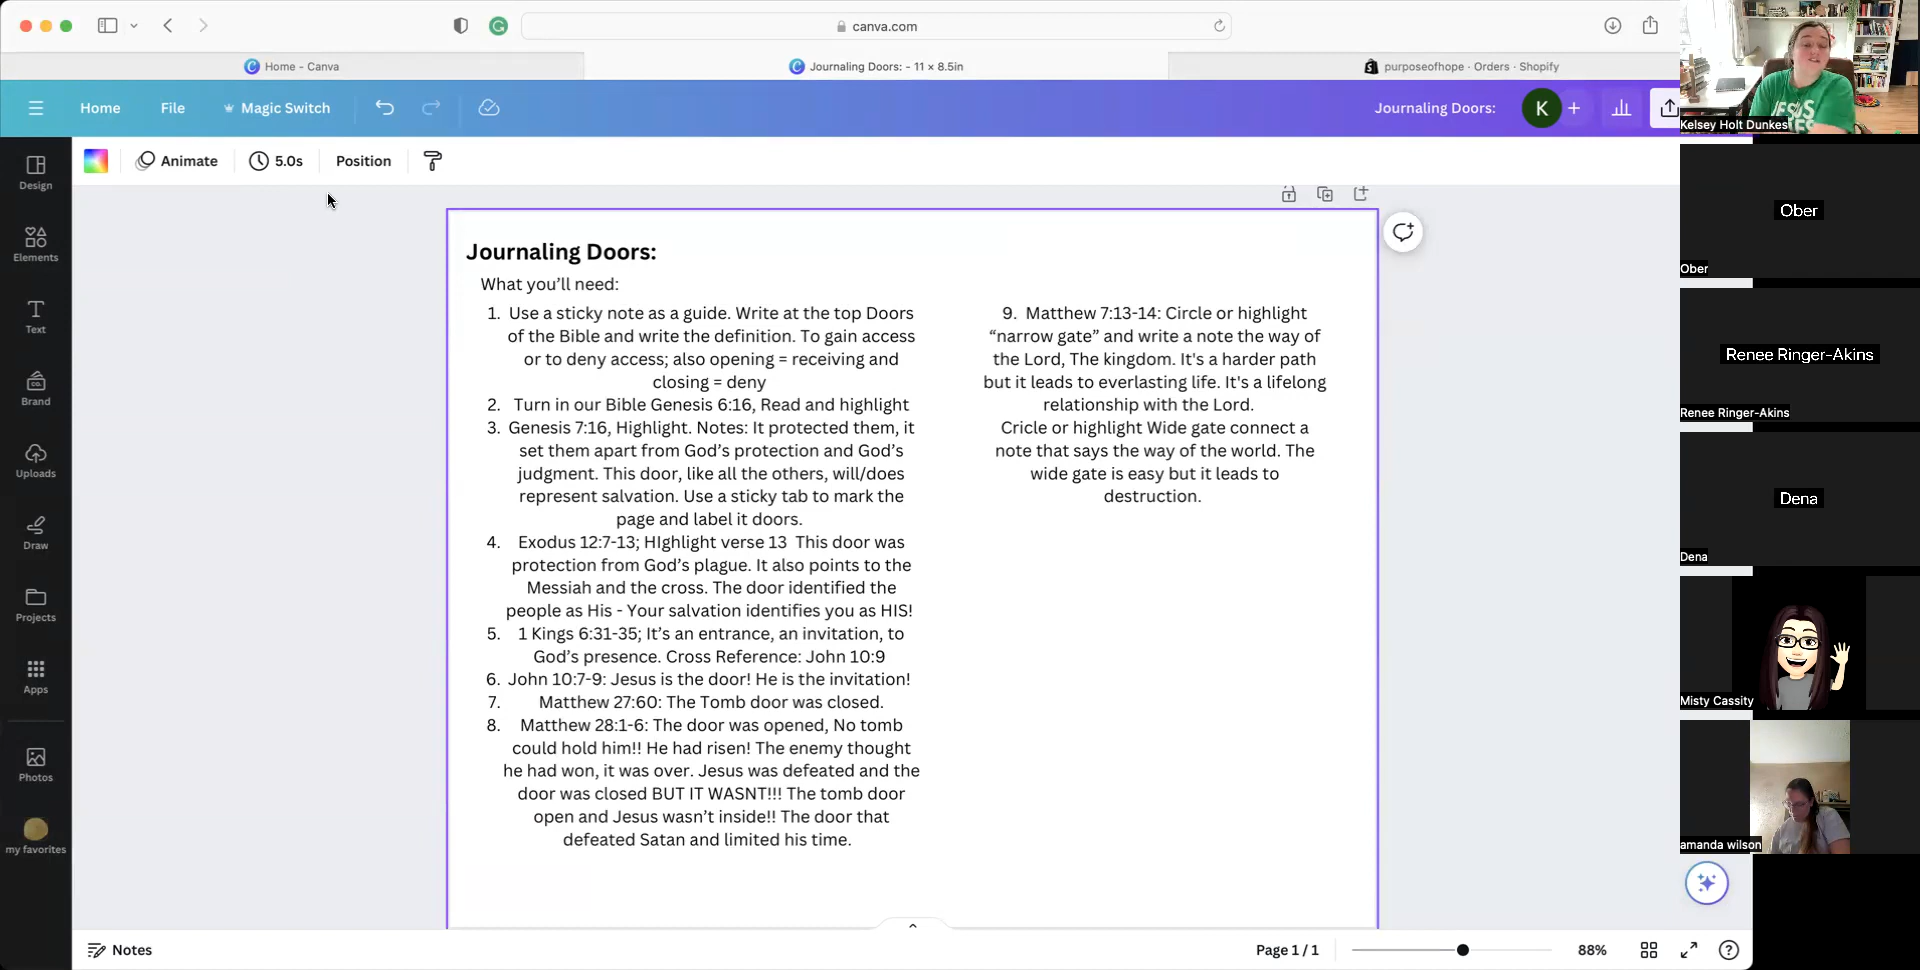 canva.com
Home - Canva
Journaling Doors: - 11 × 8.5in
purposeofhope · Orders · Shopify
Home
File
Magic Switch
Journaling Doors:
K
Animate
5.0s
Position
Design
Elements
Text
Brand
Uploads
Draw
Projects
Apps
Photos
my favorites
Journaling Doors:
What you'll need:
1. Use a sticky note as a guide. Write at the top Doors
of the Bible and write the definition. To gain access
or to deny access; also opening = receiving and
closing = deny
2. Turn in our Bible Genesis 6:16, Read and highlight
3. Genesis 7:16, Highlight. Notes: It protected them, it
set them apart from God's protection and God's
judgment. This door, like all the others, will/does
represent salvation. Use a sticky tab to mark the
page and label it doors.
4. Exodus 12:7-13; HIghlight verse 13 This door was
protection from God's plague. It also points to the
Messiah and the cross. The door identified the
people as His - Your salvation identifies you as HIS!
5. 1 Kings 6:31-35; It's an entrance, an invitation, to
God's presence. Cross Reference: John 10:9
6. John 10:7-9: Jesus is the door! He is the invitation!
7. Matthew 27:60: The Tomb door was closed.
8. Matthew 28:1-6: The door was opened, No tomb
could hold him!! He had risen! The enemy thought
he had won, it was over. Jesus was defeated and the
door was closed BUT IT WASNT!!! The tomb door
open and Jesus wasn't inside!! The door that
defeated Satan and limited his time.
9. Matthew 7:13-14: Circle or highlight
"narrow gate" and write a note the way of
the Lord, The kingdom. It's a harder path
but it leads to everlasting life. It's a lifelong
relationship with the Lord.
Cricle or highlight Wide gate connect a
note that says the way of the world. The
wide gate is easy but it leads to
destruction.
Notes
Page 1 / 1
88%
JESUS
Kelsey Holt Dunkes
Ober
Ober
Renee Ringer-Akins
Renee Ringer-Akins
Dena
Dena
Misty Cassity
amanda wilson